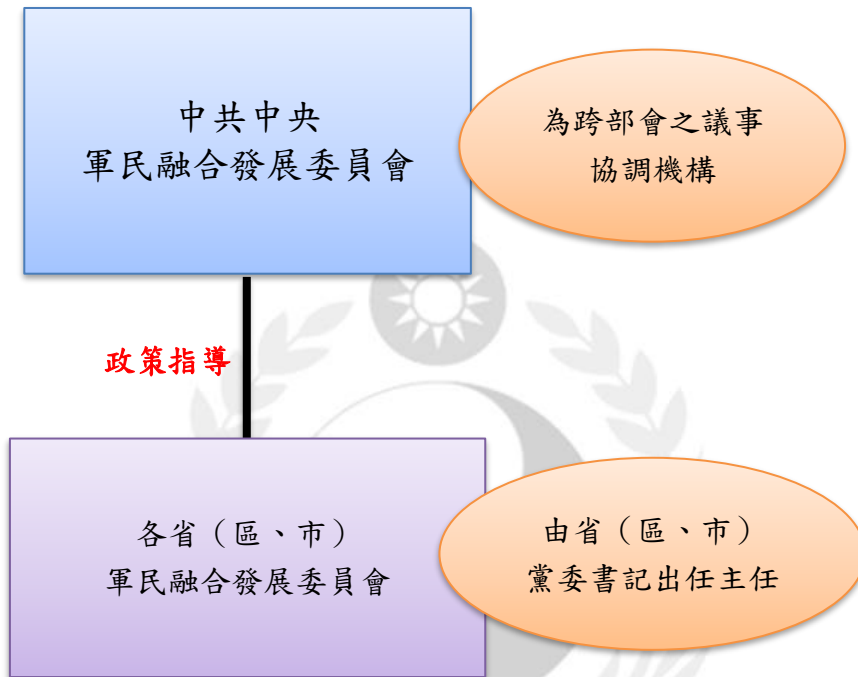 中共中央
軍民融合發展委員會
為跨部會之議事
協調機構
政策指導
各省（區、市）
軍民融合發展委員會
由省（區、市）
黨委書記出任主任